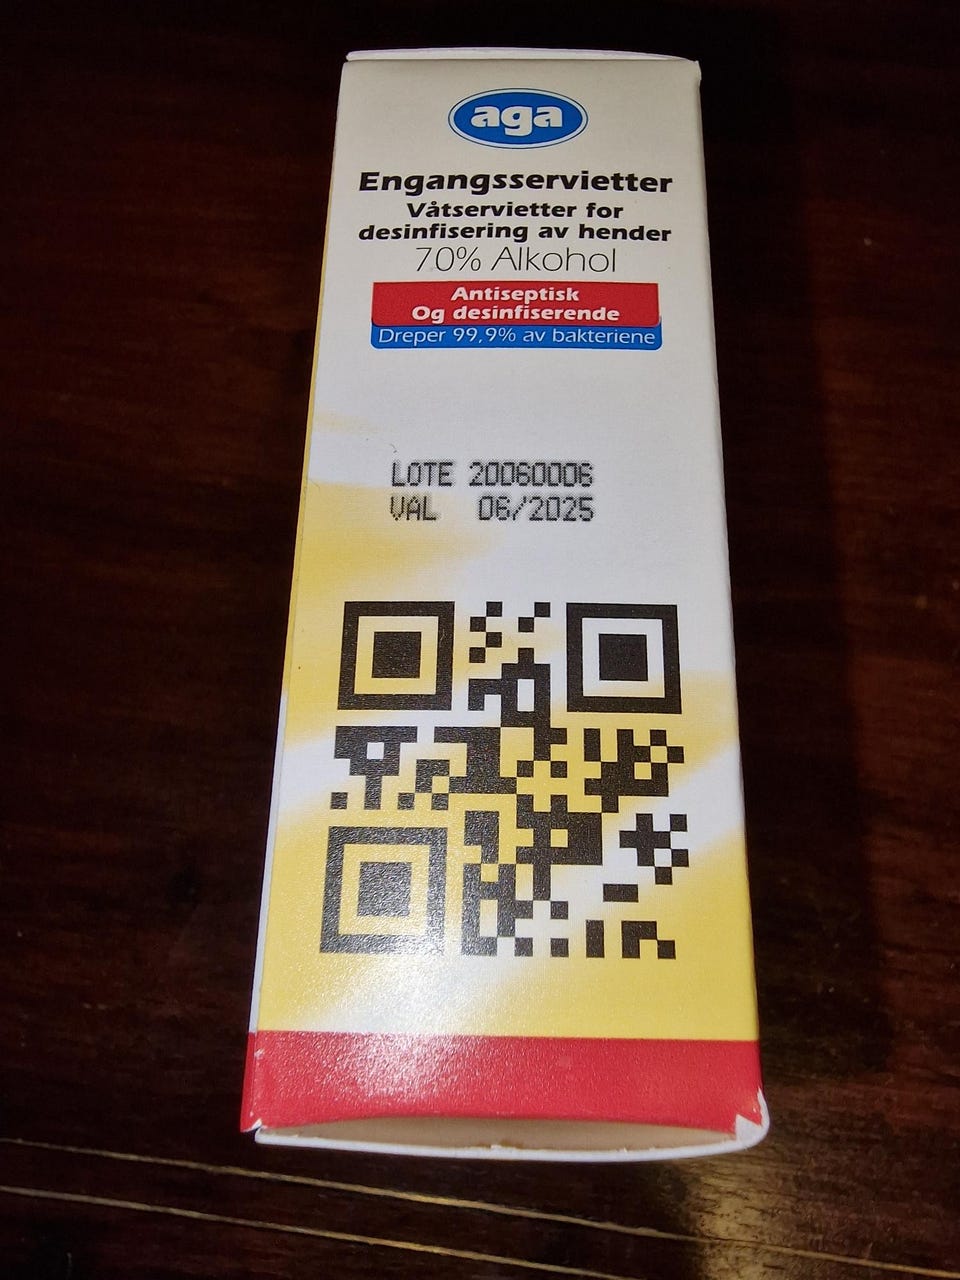 aga
Engangsservietter
Våtservietter for
desinfisering av hender
70% Alkohol
Antiseptisk
Og desinfiserende
Dreper 99,9% av bakteriene
LOTE 20060006
VAL 06/2025